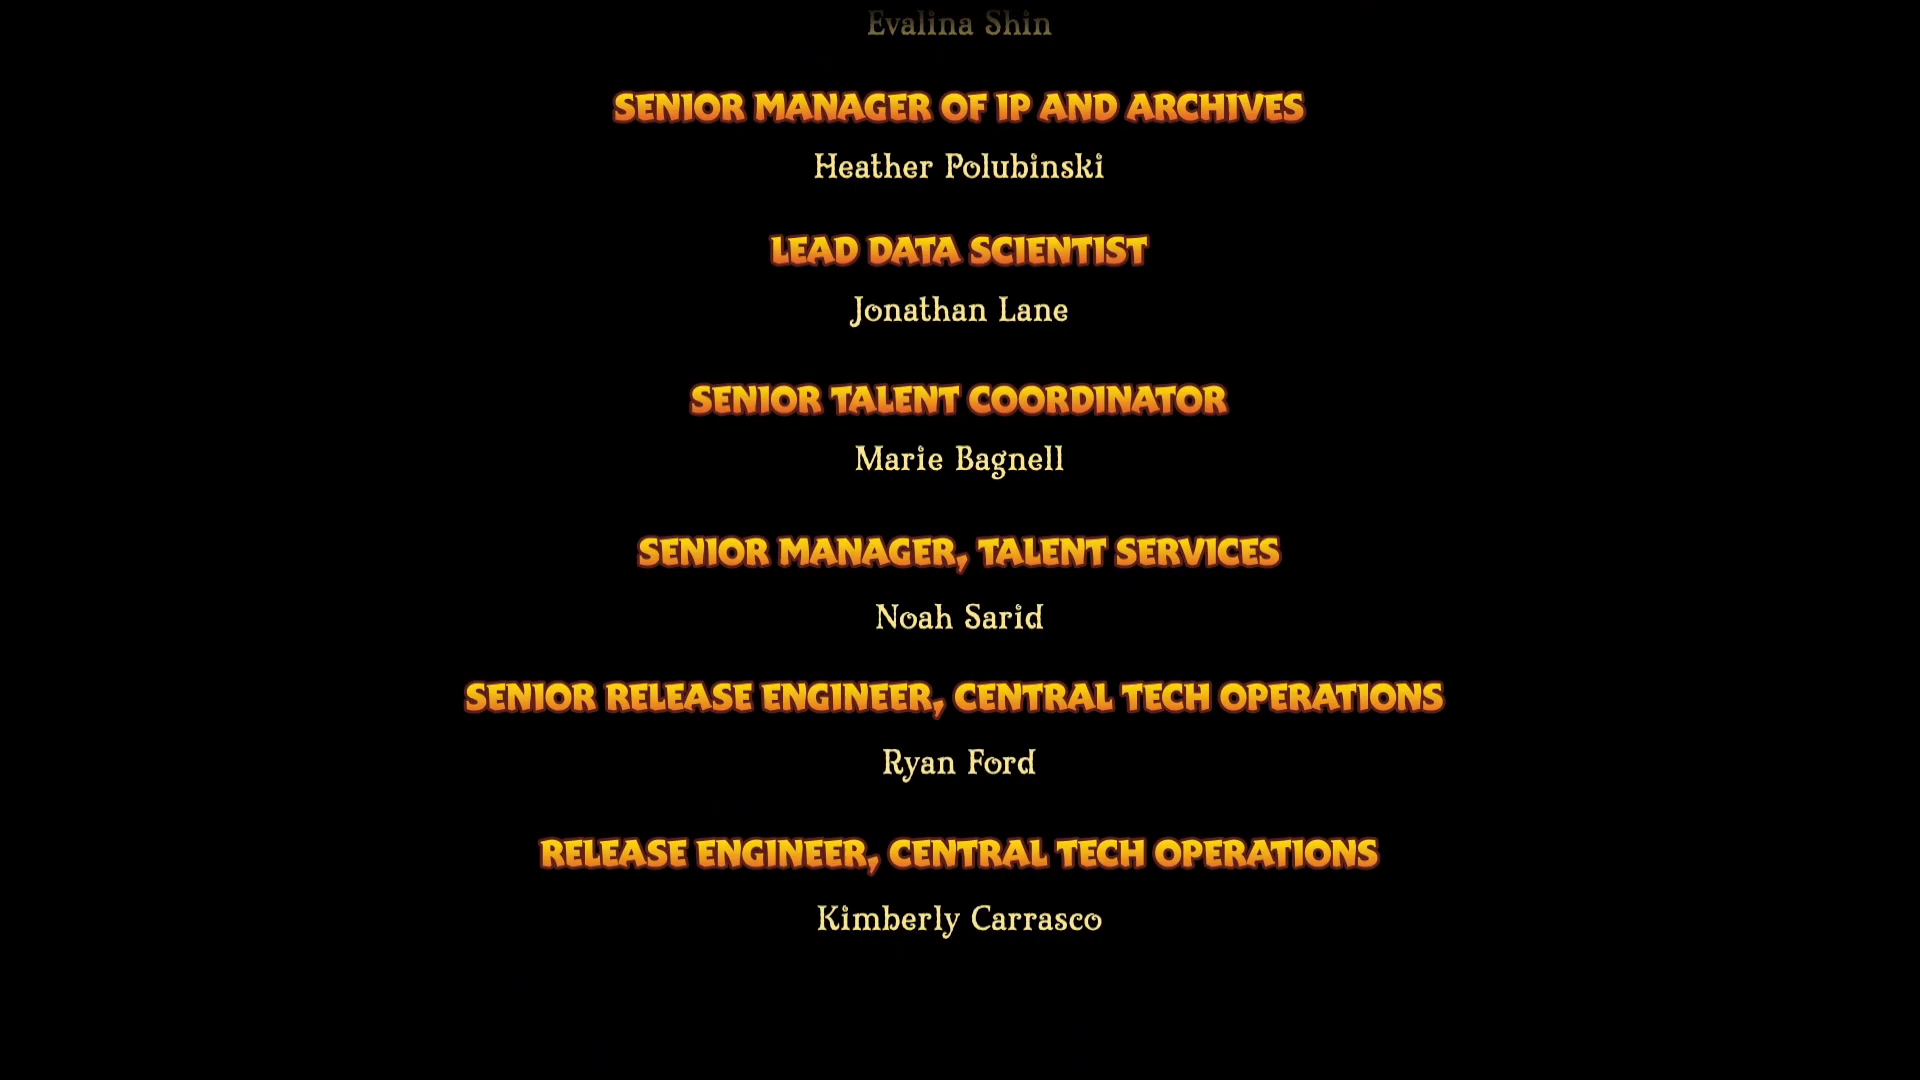 Evalina Shin
SENIOR MANAGER OF IP AND ARCHIVES
Heather Polubinski
LEAD DATA SCIENTIST
Jonathan Lane
SENIOR TALENT COORDINATOR
Marie Bagnell
SENIOR MANAGER, TALENT SERVICES
Noah Sarid
SENIOR RELEASE ENGINEER, CENTRAL TECH OPERATIONS
Ryan Ford
RELEASE ENGINEER, CENTRAL TECH OPERATIONS
Kimberly Carrasco